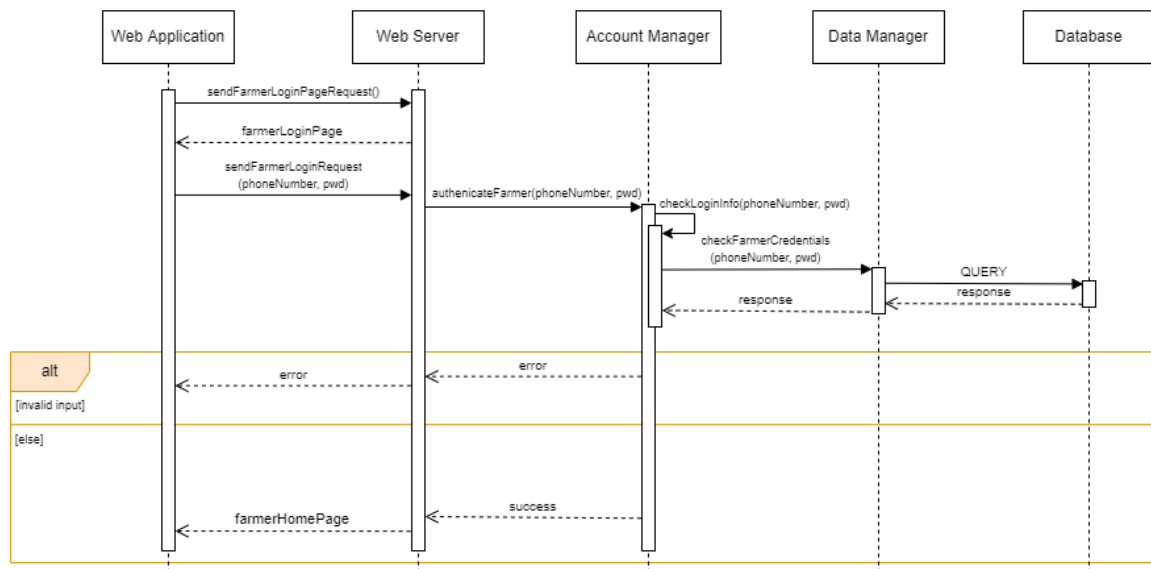 Web Application
Web Server
Account Manager
Data Manager
Database
sendFarmerLoginPageRequest()
farmerLoginPage
sendFarmerLoginRequest
(phoneNumber, pwd)
authenicateFarmer(phoneNumber, pwd)
checkLoginInfo(phoneNumber, pwd)
checkFarmerCredentials
(phoneNumber, pwd)
QUERY
response
response
alt
error
error
[invalid input]
[else]
success
farmerHomePage